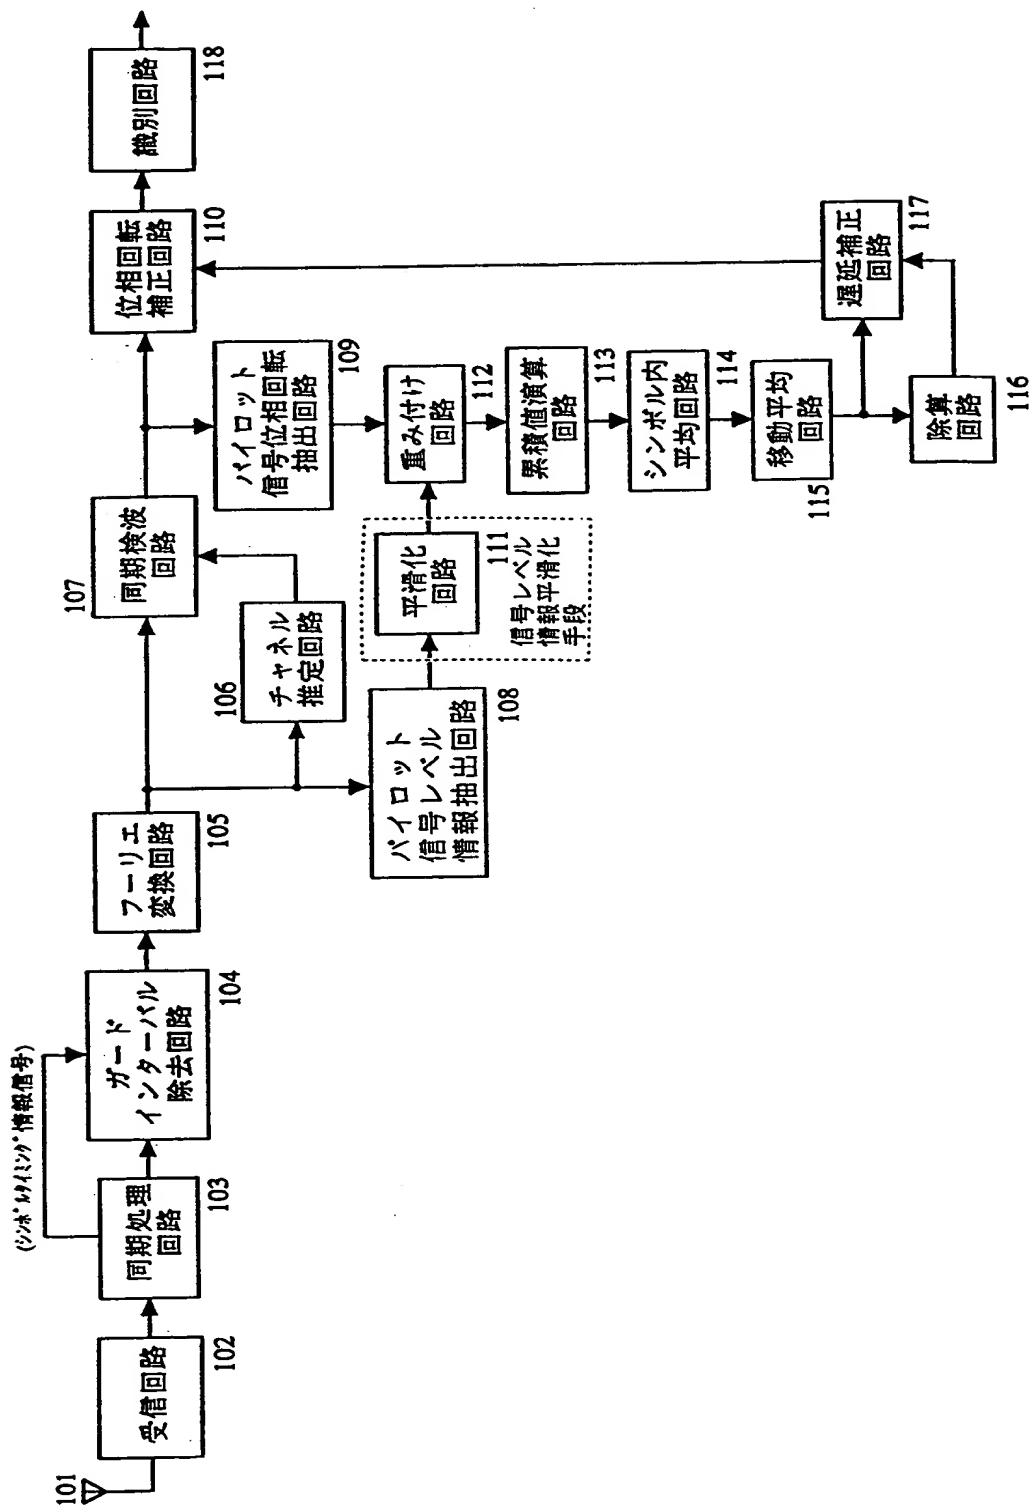 101
受信回路
102
同期処理
回路
103
(シンボルタイミング情報信号)
ガード
インターバル
除去回路
104
フーリエ
変換回路
105
チャネル
推定回路
106
同期検波
回路
107
パイロット
信号レベル
情報抽出回路
108
パイロット
信号位相回転
抽出回路
109
位相回転
補正回路
110
平滑化
回路
111
信号レベル
情報平滑化
手段
重み付け
回路
112
累積値演算
回路
113
シンボル内
平均回路
114
移動平均
回路
115
除算
回路
116
遅延補正
回路
117
識別回路
118